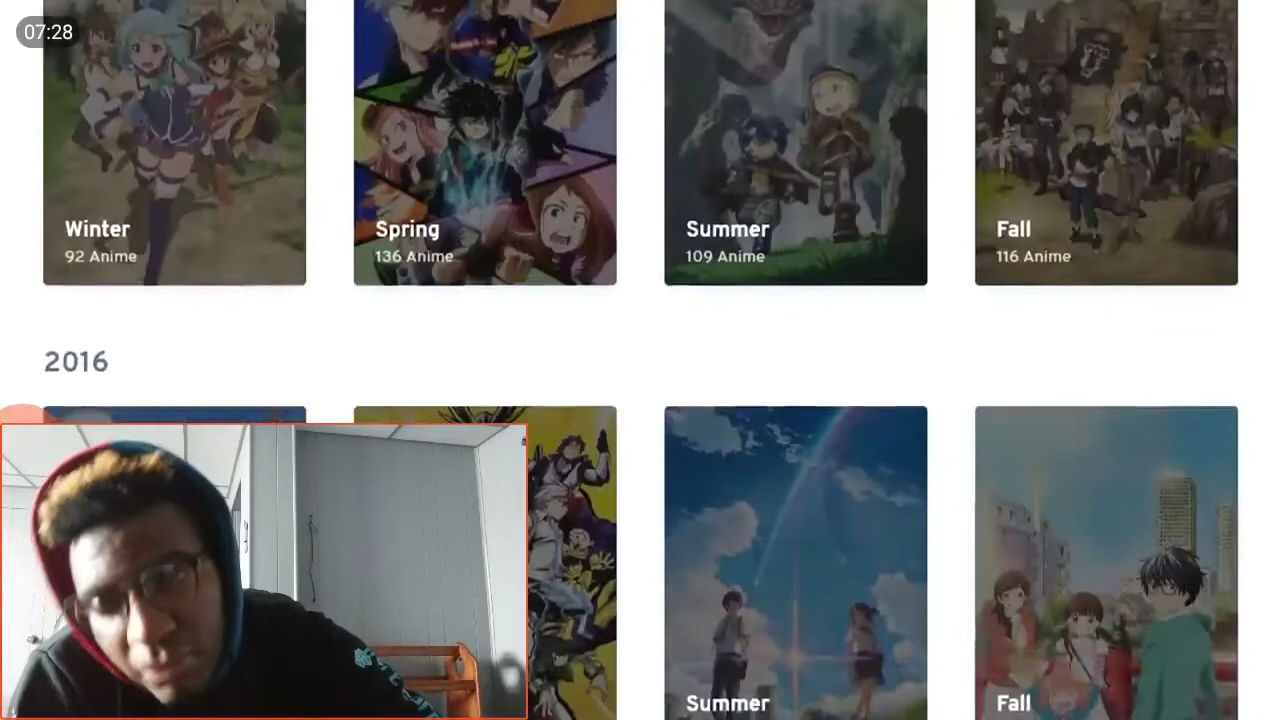 07:28
Winter
92 Anime
Spring
136 Anime
Summer
109 Anime
Fall
116 Anime
2016
Summer
Fall